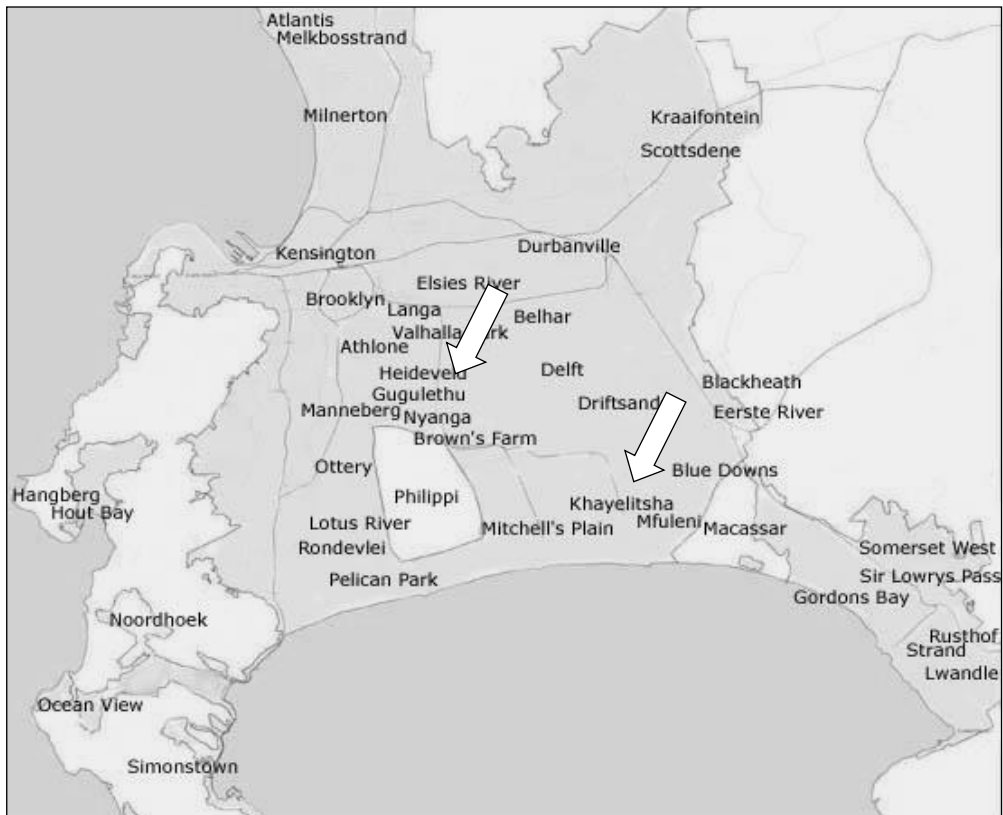 Atlantis
Melkbosstrand
Milnerton
Kraaifontein
Scottsdene
Kensington
Durbanville
Elsies River
Brooklyn
Langa
Belhar
Valhalla
Athlone
Heideveld
Delft
Blackheath
Gugulethu
Driftsand
Manneberg
Eerste River
Nyanga
Brown's Farm
Ottery
Blue Downs
Hangberg
Philippi
Khayelitsha
Hout Bay
Lotus River
Mfuleni
Mitchell's Plain
Macassar
Rondevlei
Somerset West
Pelican Park
Sir Lowrys Pass
Gordons Bay
Noordhoek
Rusthof
Strand
Lwandle
Ocean View
Simonstown